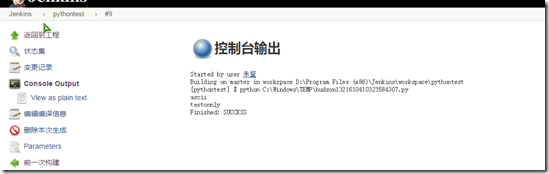 Jenkins
Jenkins › pythontest › #9
返回到工程
状态集
变更记录
Console Output
View as plain text
编辑编译信息
删除本次生成
Parameters
前一次构建
控制台输出
Started by user
Building on master in workspace D:\Program Files (x86)\Jenkins\workspace\pythontest
[pythontest] $ python C:\Windows\TEMP\hudson1321610410323584307.py
ascii
testonly
Finished: SUCCESS